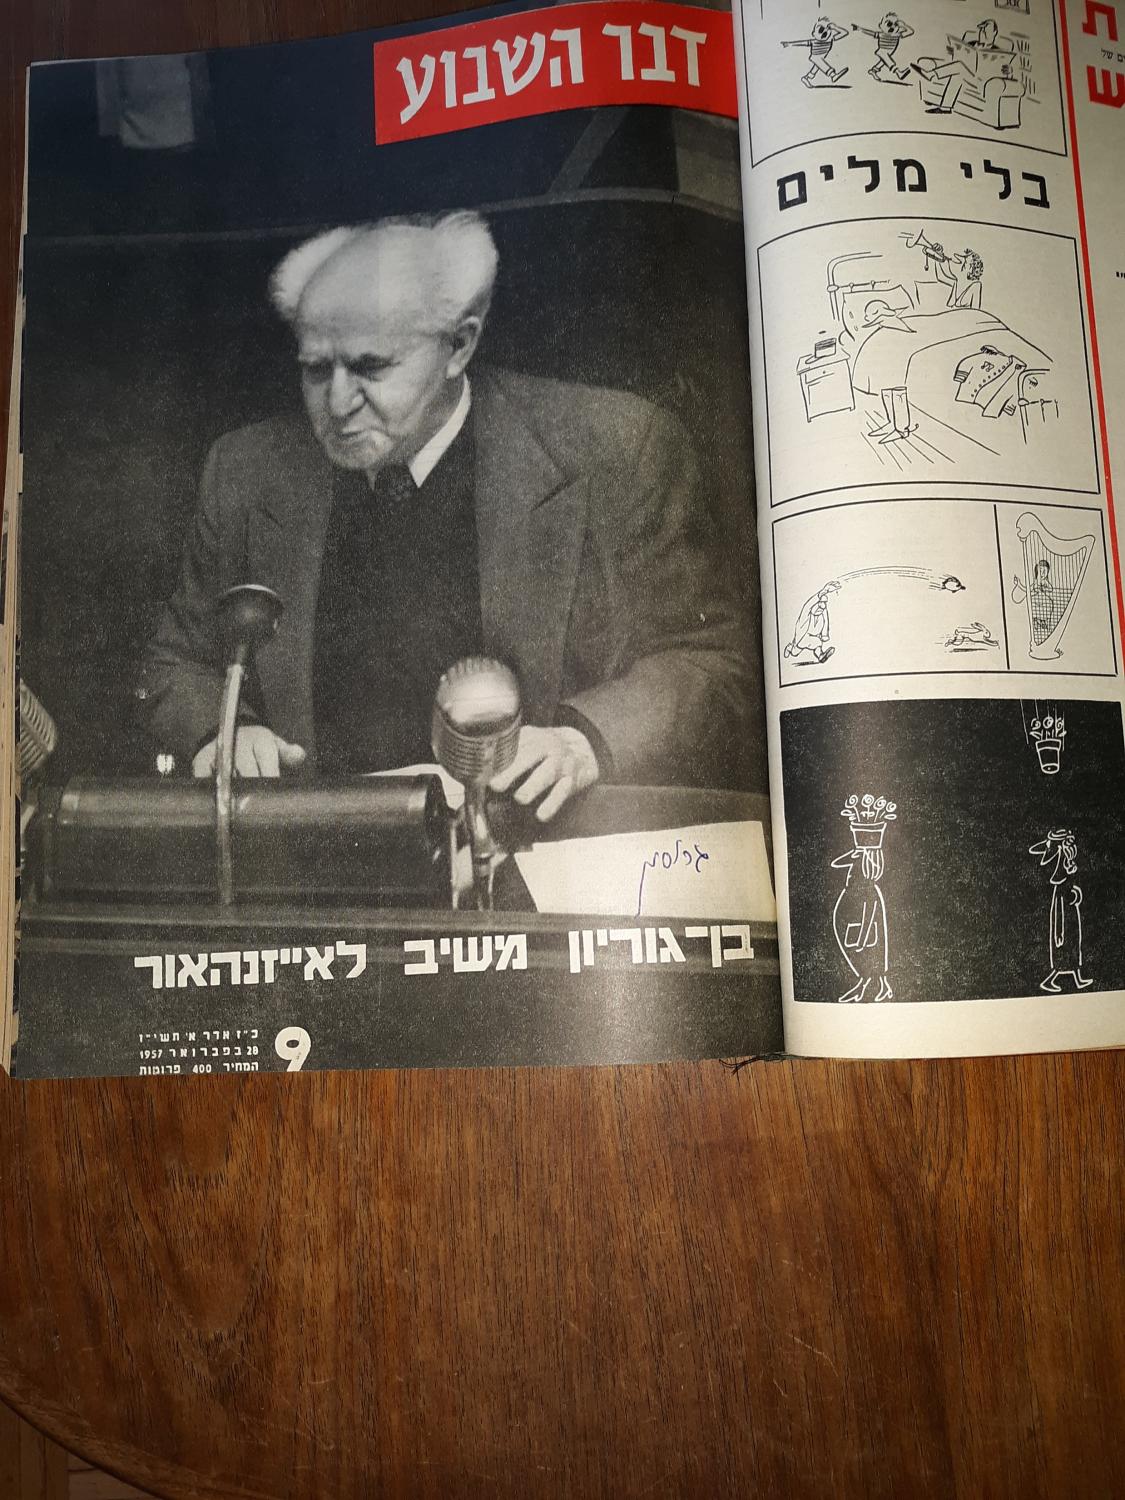 דבר השבוע
בן־גוריון משיב לאייזנהאור
9
כ"ז אדר א' תשי"ז
28 בפברואר 1957
המחיר 400 פרוטות
בלי מלים
ת
ש